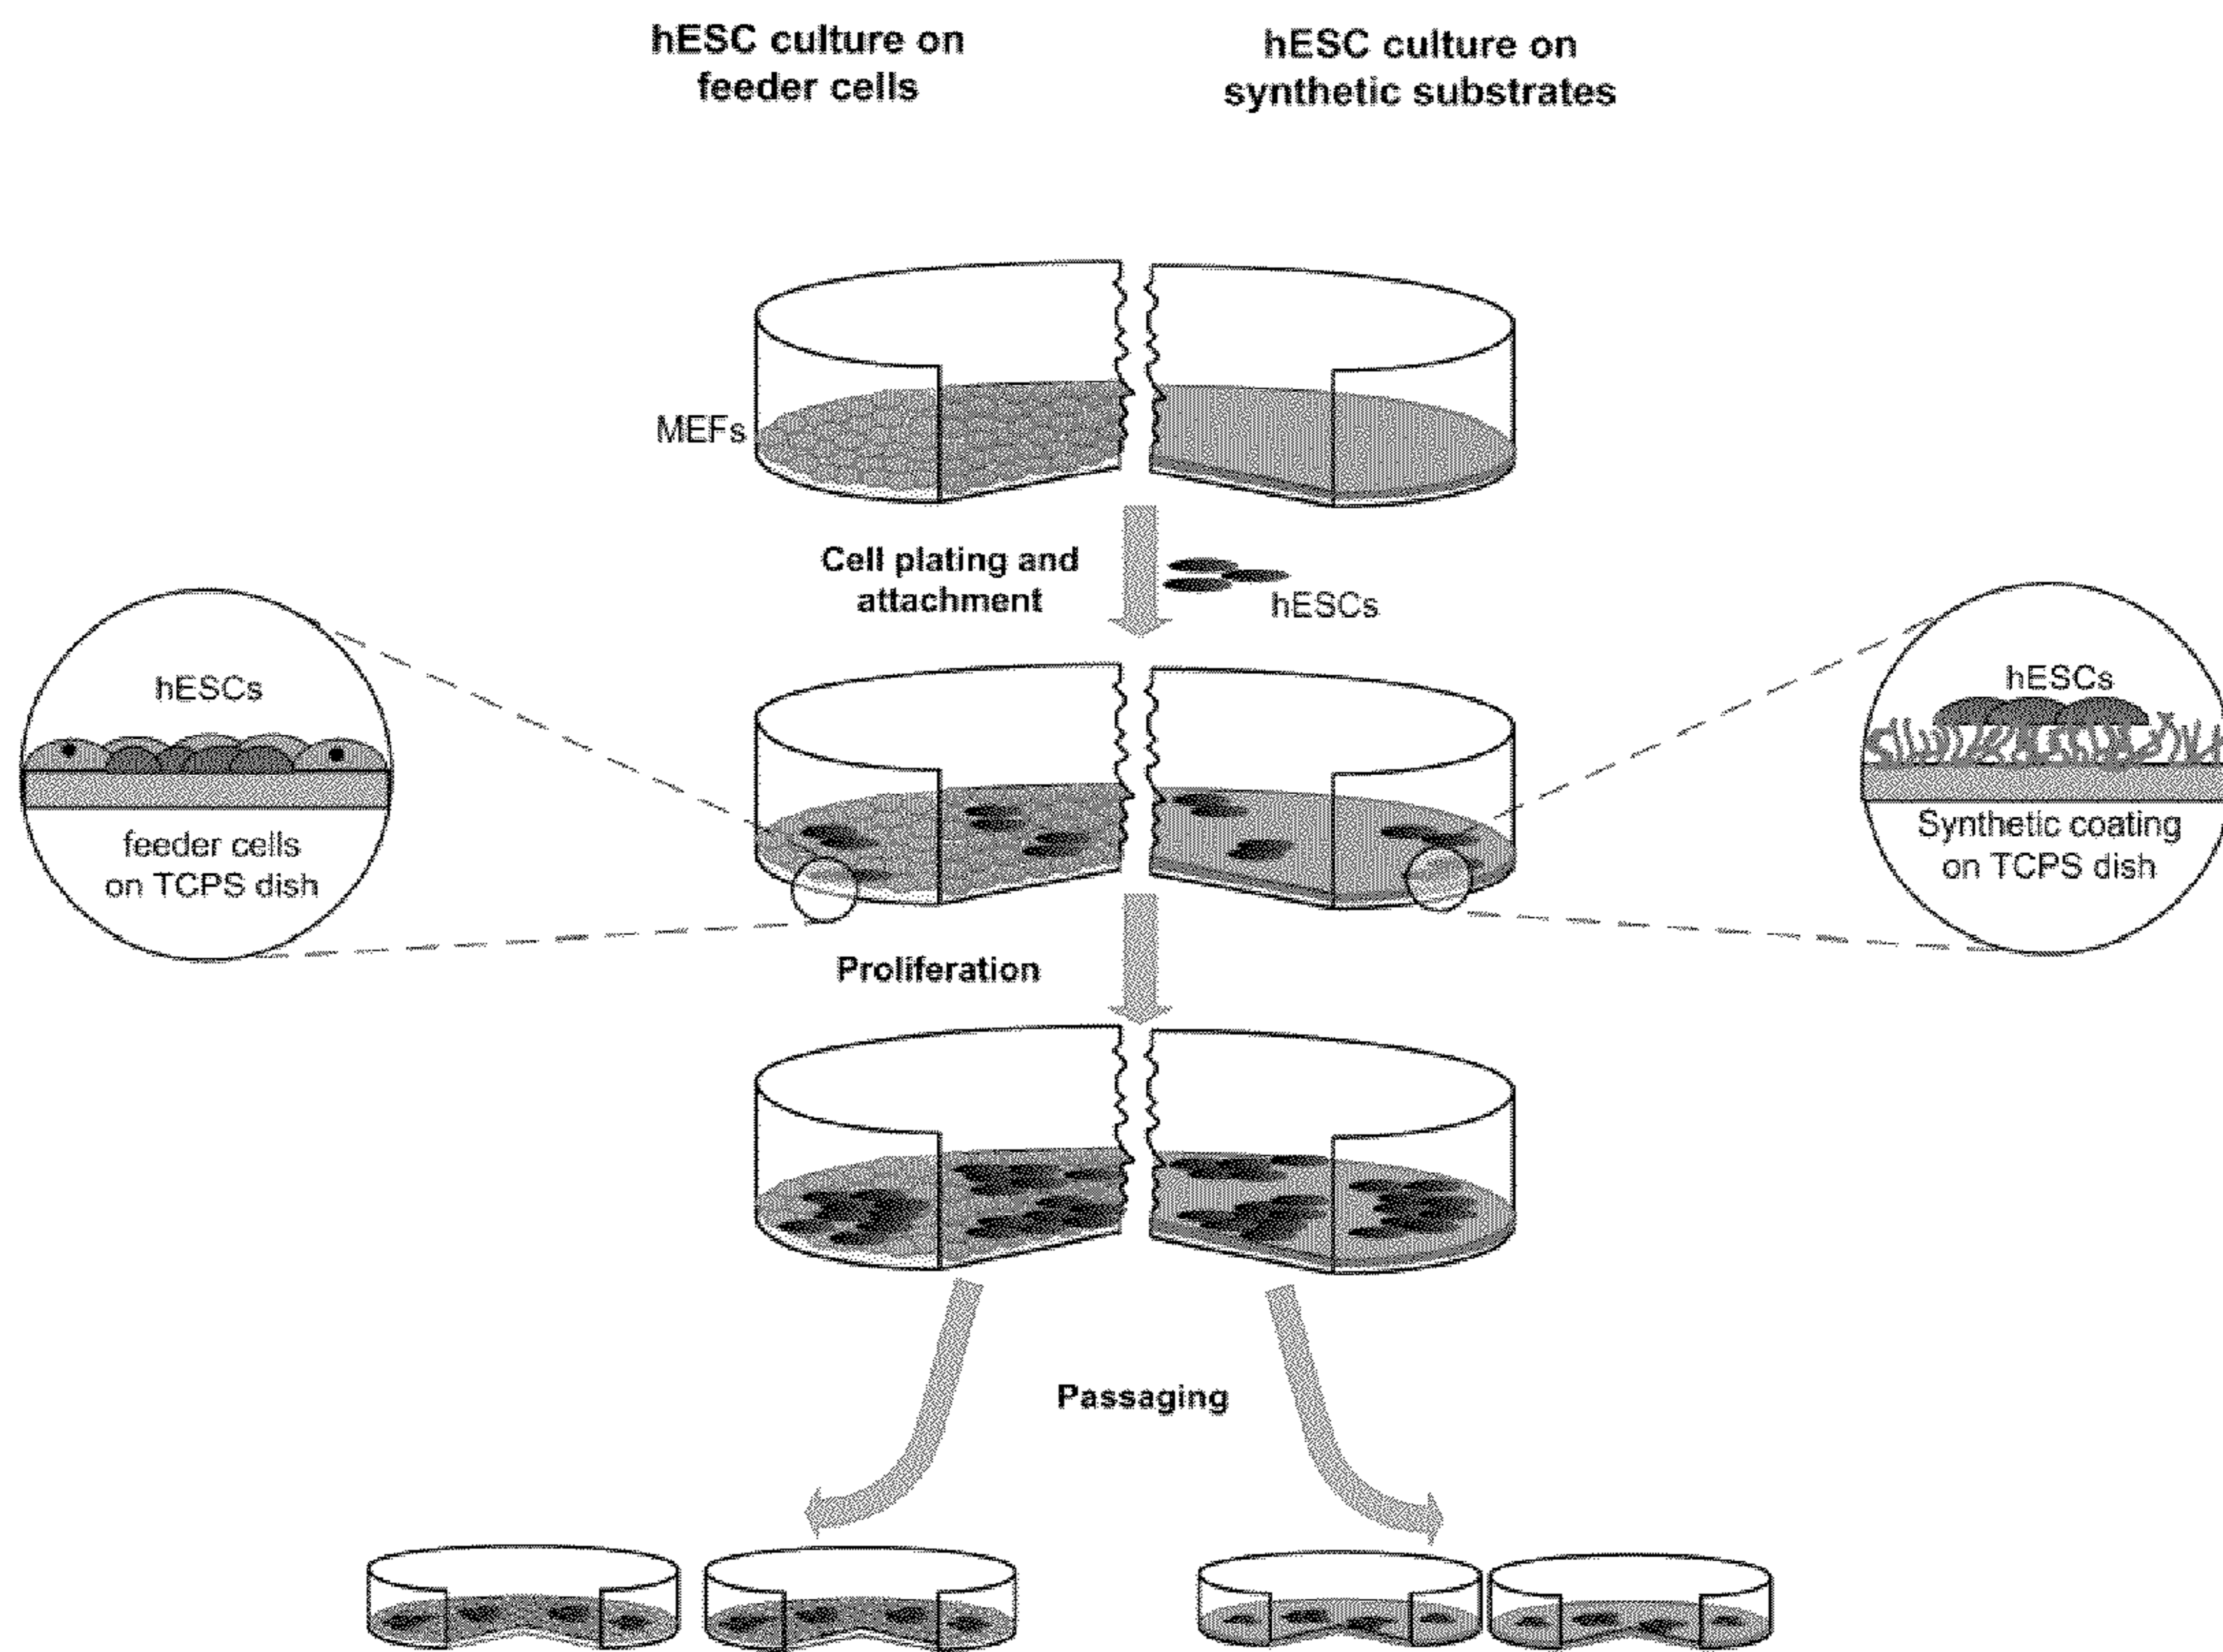 hESC culture on
feeder cells
hESC culture on
synthetic substrates
MEFs
Cell plating and
attachment
hESCs
hESCs
feeder cells
on TCPS dish
hESCs
Synthetic coating
on TCPS dish
Proliferation
Passaging